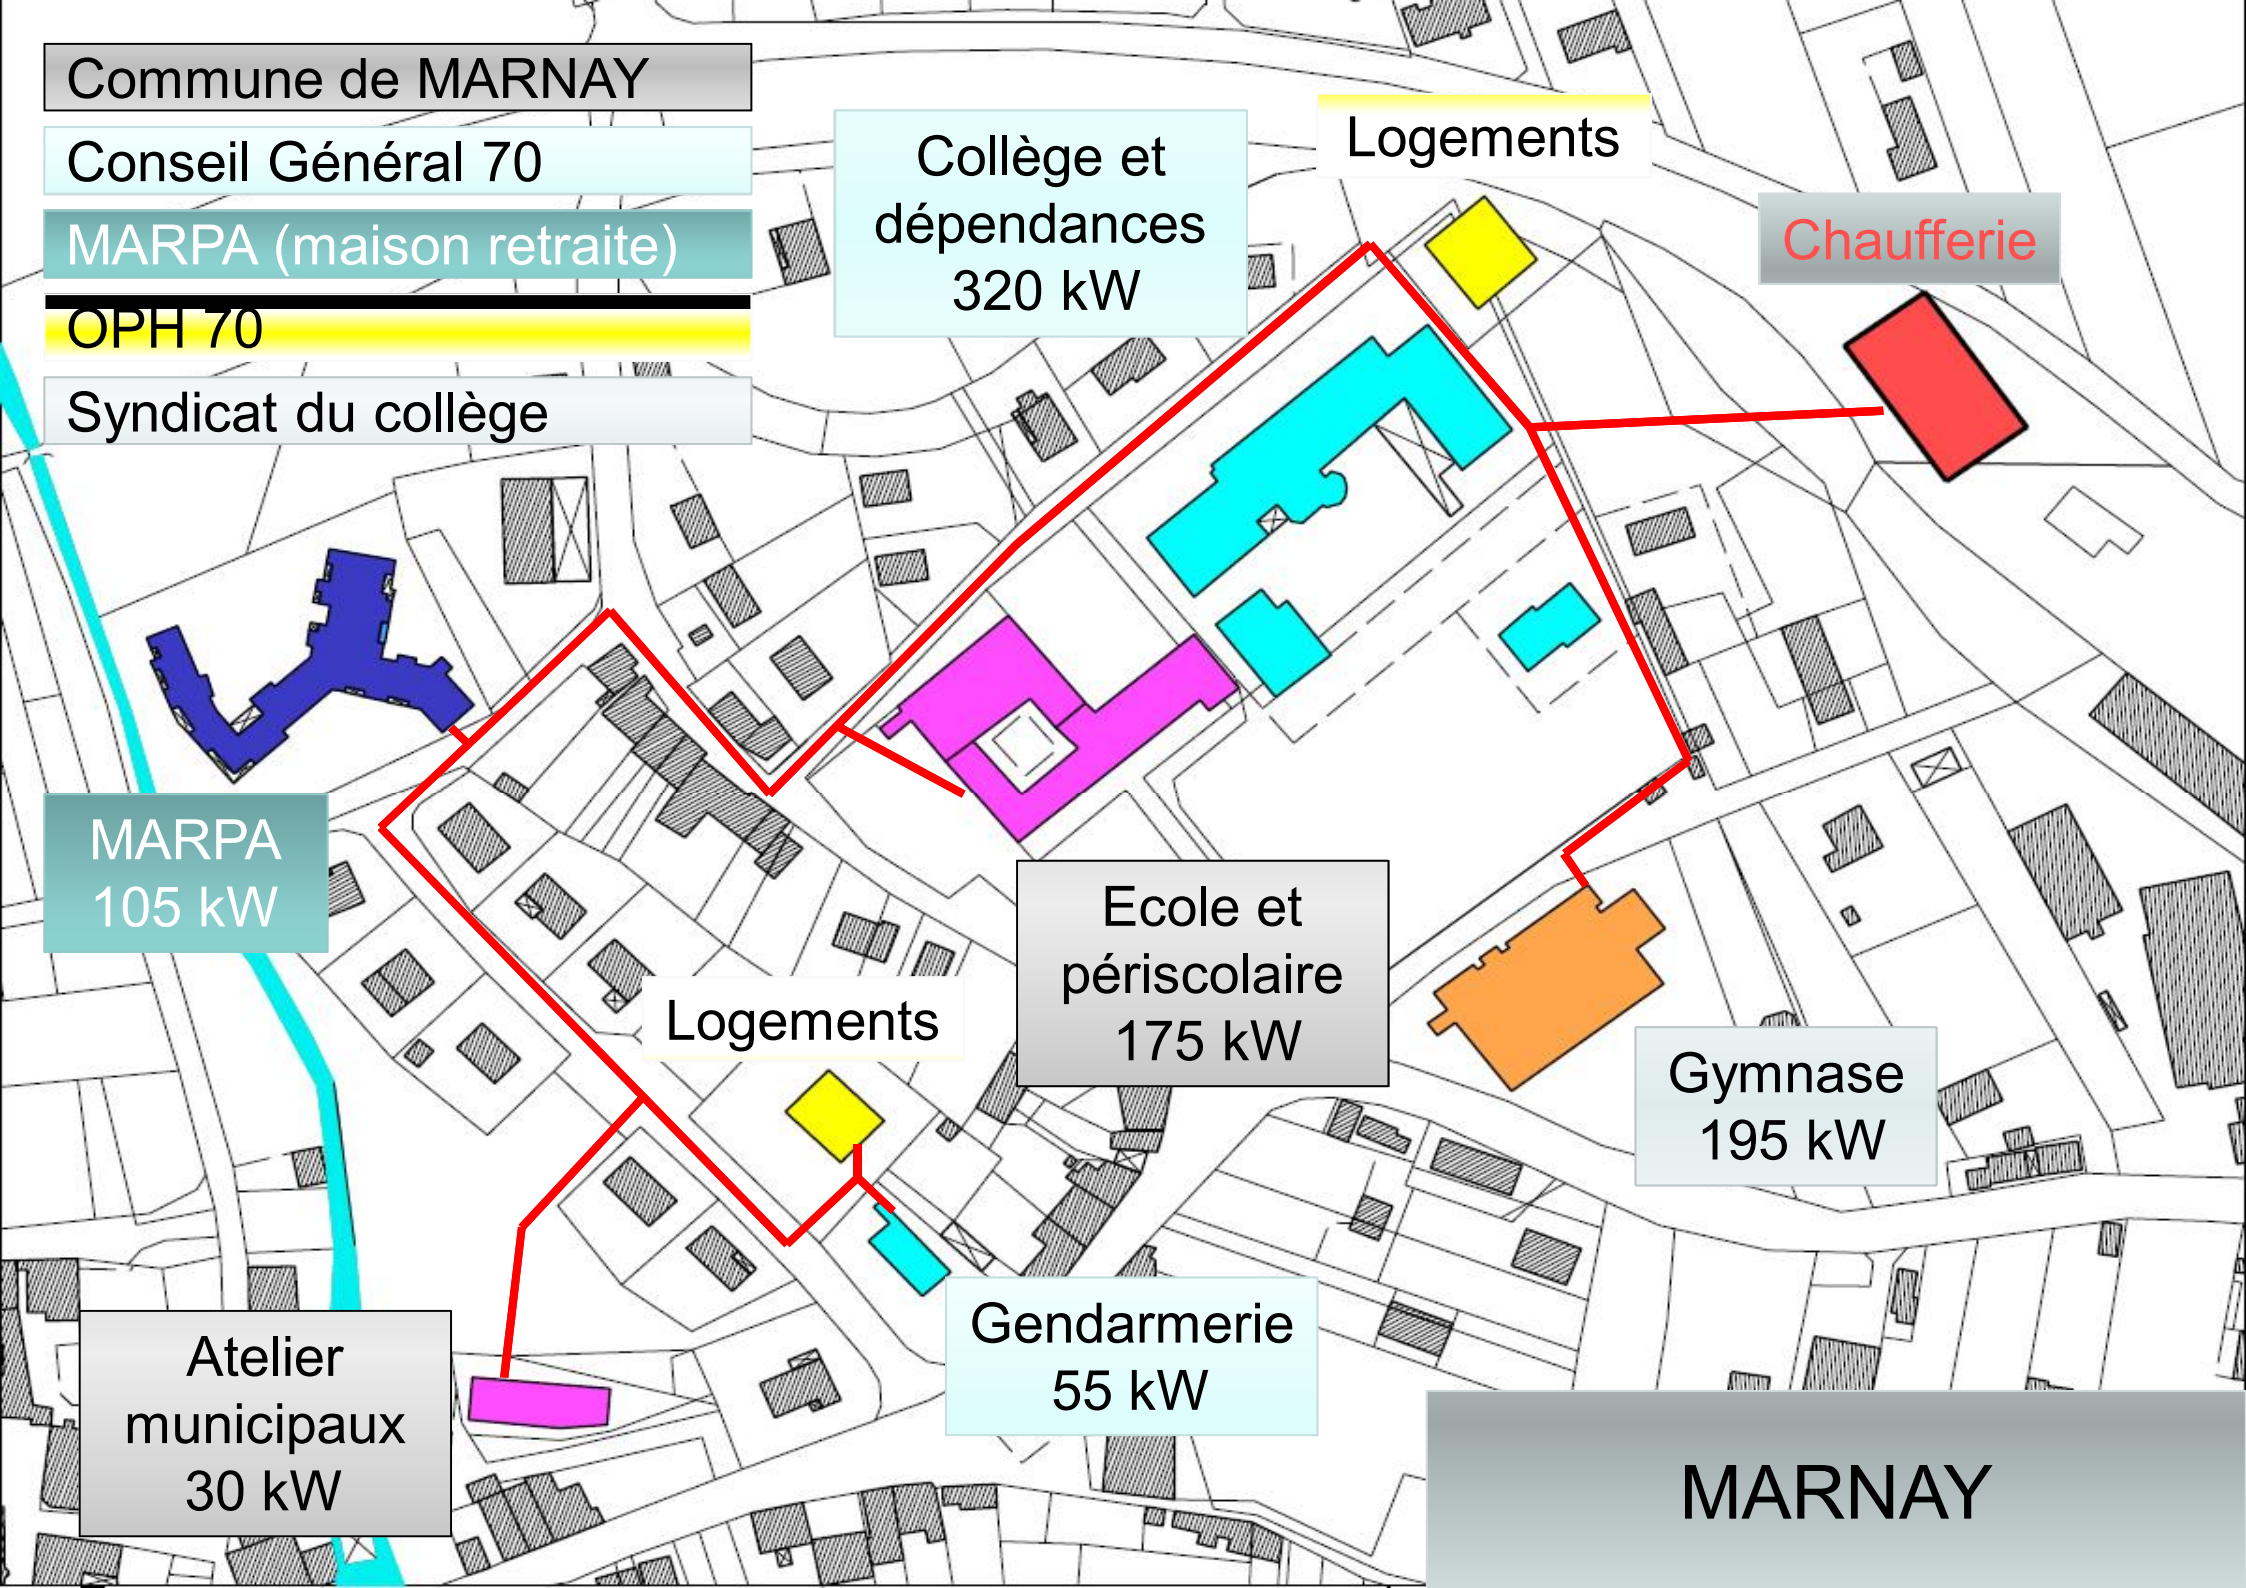 Commune de MARNAY
Conseil Général 70
MARPA (maison retraite)
OPH 70
Syndicat du collège
Collège et
dépendances
320 kW
Logements
Chaufferie
MARPA
105 kW
Ecole et
périscolaire
175 kW
Logements
Gymnase
195 kW
Gendarmerie
55 kW
Atelier
municipaux
30 kW
MARNAY